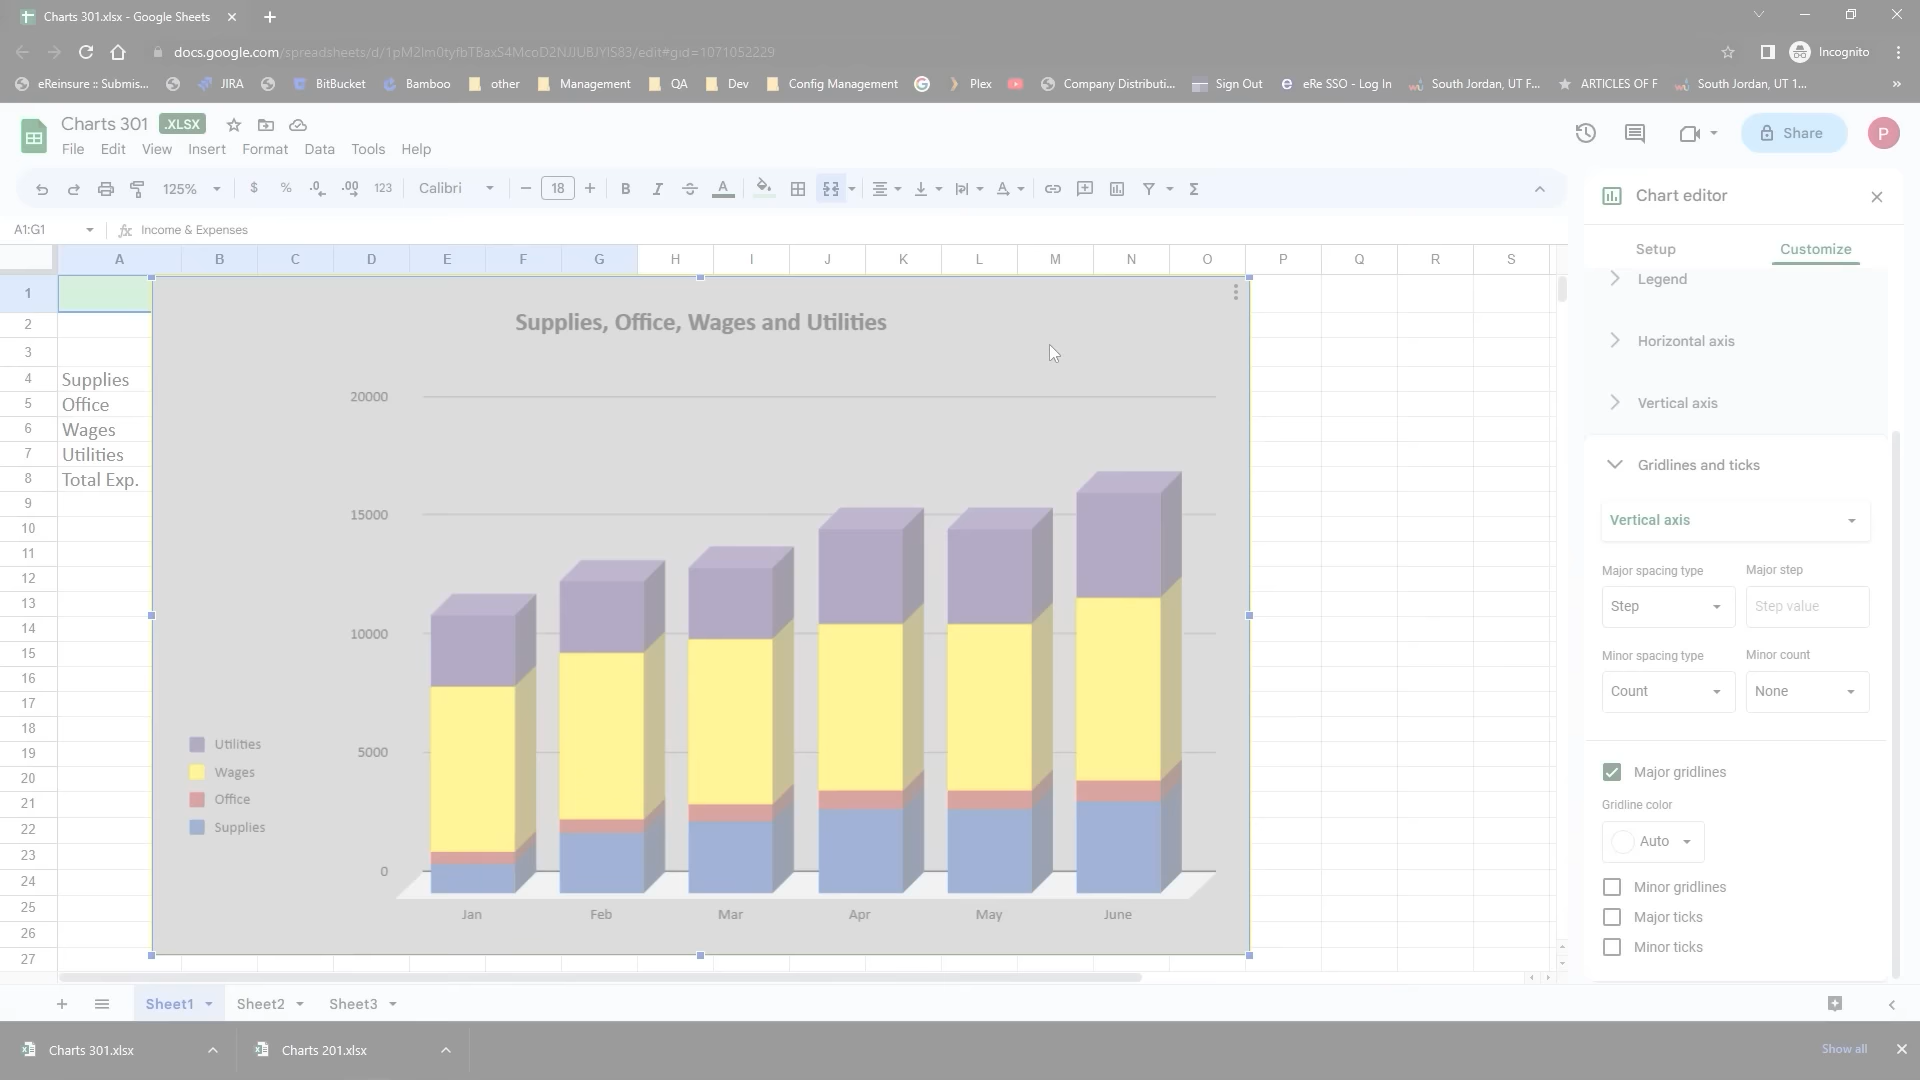 Charts 301.xlsx - Google Sheets
docs.google.com/spreadsheets/d/1pM2Im0tyfbTBaxS4McoD2NJJUBJYIS83/edit#gid=1071052229
Incognito
eReinsure :: Submis... JIRA BitBucket Bamboo other Management QA Dev Config Management Plex Company Distributi... Sign Out eRe SSO - Log In South Jordan, UT F... ARTICLES OF F South Jordan, UT 1... »
Charts 301 .XLSX
File Edit View Insert Format Data Tools Help
Share
P
125% $ % .0 .00 123 Calibri 18 B I A Σ
A1:G1 fx Income & Expenses
A B C D E F G H I J K L M N O P Q R S
1
2
3
4 Supplies
5 Office
6 Wages
7 Utilities
8 Total Exp.
9
10
11
12
13
14
15
16
17
18
19
20
21
22
23
24
25
26
27
Supplies, Office, Wages and Utilities
20000
15000
10000
5000
0
Utilities
Wages
Office
Supplies
Jan Feb Mar Apr May June
Chart editor
Setup Customize
Legend
Horizontal axis
Vertical axis
Gridlines and ticks
Vertical axis
Major spacing type Major step
Step Step value
Minor spacing type Minor count
Count None
Major gridlines
Gridline color
Auto
Minor gridlines
Major ticks
Minor ticks
Sheet1 Sheet2 Sheet3
Charts 301.xlsx Charts 201.xlsx Show all